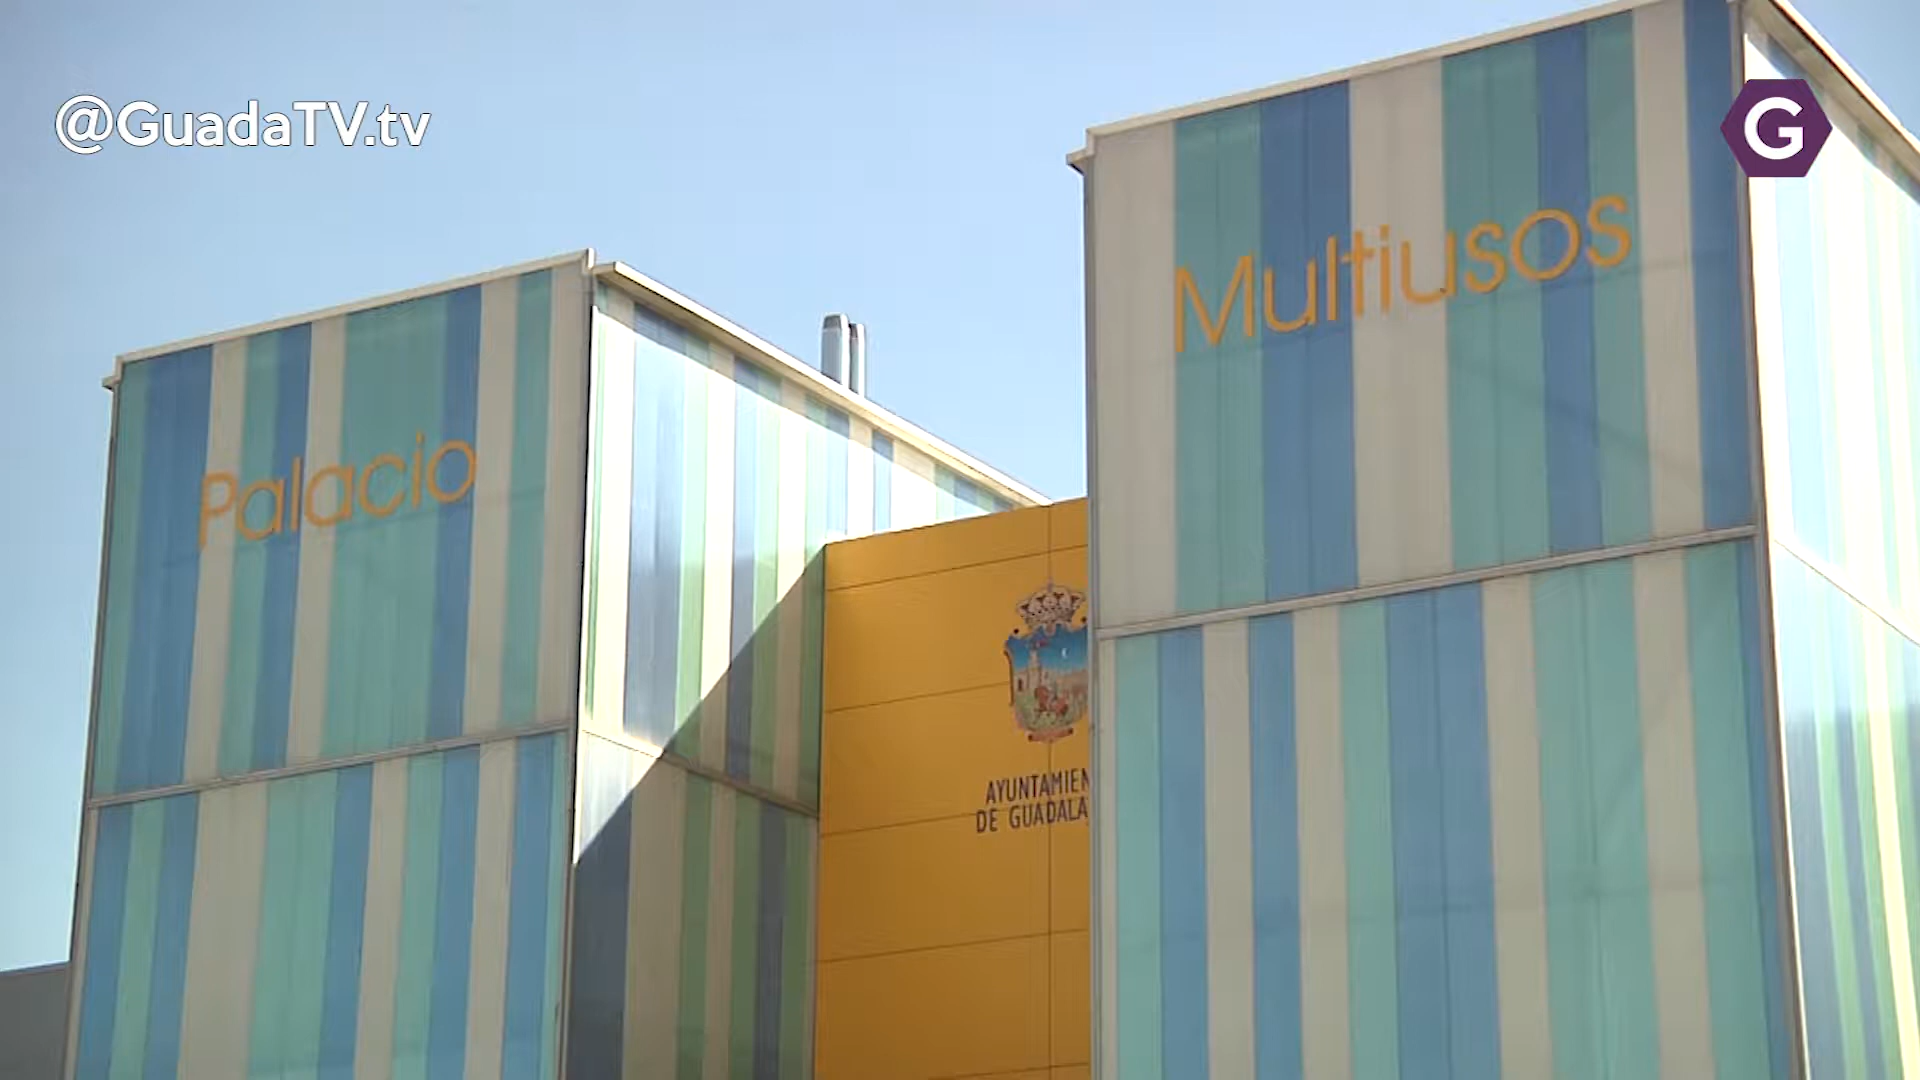 @GuadaTV.tv
G
Palacio
Multiusos
AYUNTAMIEN
DE GUADALA